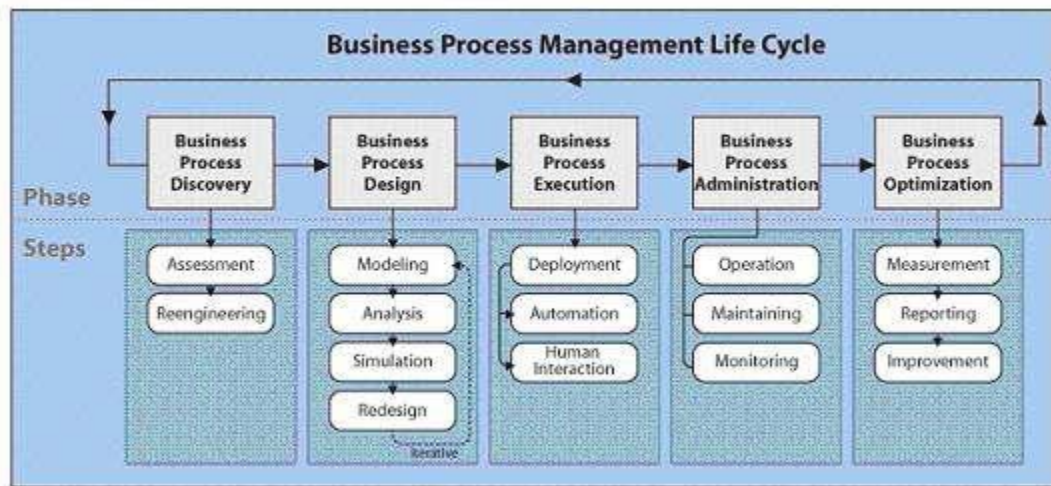 Business Process Management Life Cycle
Business
Process
Discovery
Business
Process
Design
Business
Process
Execution
Business
Process
Administration
Business
Process
Optimization
Phase
Steps
Assessment
Reengineering
Modeling
Analysis
Simulation
Redesign
Iterative
Deployment
Automation
Human
Interaction
Operation
Maintaining
Monitoring
Measurement
Reporting
Improvement